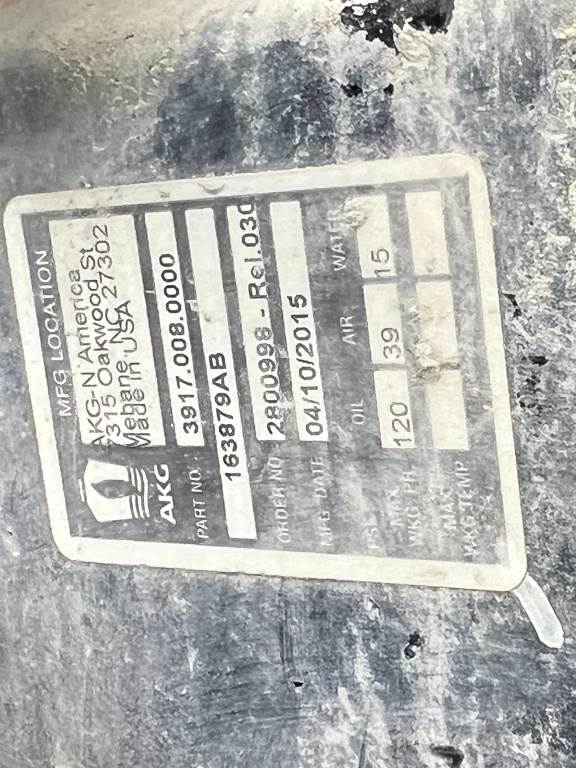 MFG LOCATION
AKG-N America
7315 Oakwood St
Mebane, NC 27302
Made in USA
AKG
PART NO. 3917.008.0000
163879AB
ORDER NO 2800998 - Rel.030
MFG DATE 04/10/2015
OIL AIR WATER
MAX WKG PR 120 39 15
MAX
WKG TEMP